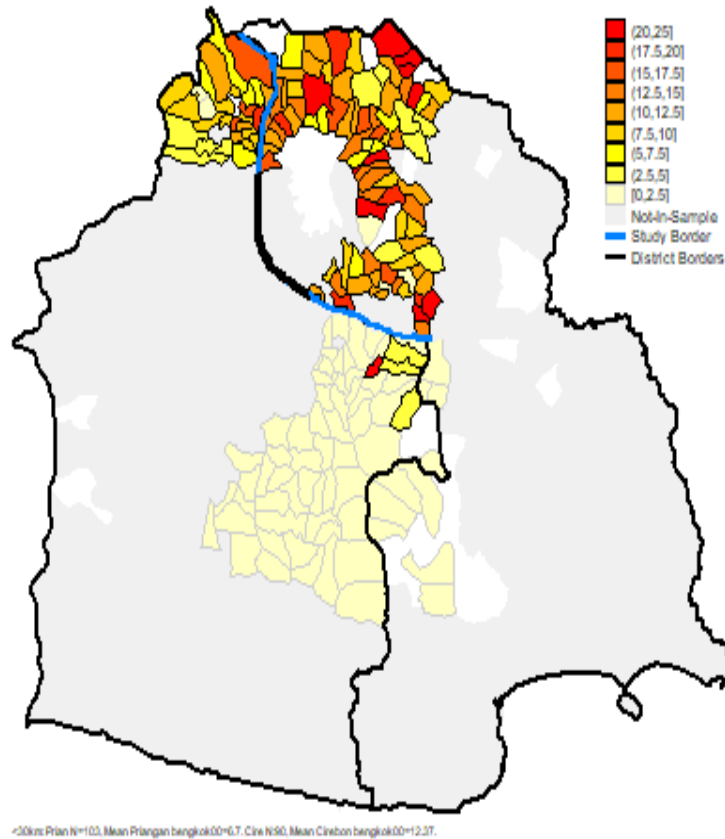 (20,25]
(17.5,20]
(15,17.5]
(12.5,15]
(10,12.5]
(7.5,10]
(5,7.5]
(2.5,5]
[0,2.5]
Not-In-Sample
Study Border
District Borders
<30km: Prian N=103, Mean Priangan bengkok00=6.7. Cire N:90, Mean Cirebon bengkok00=12.37.